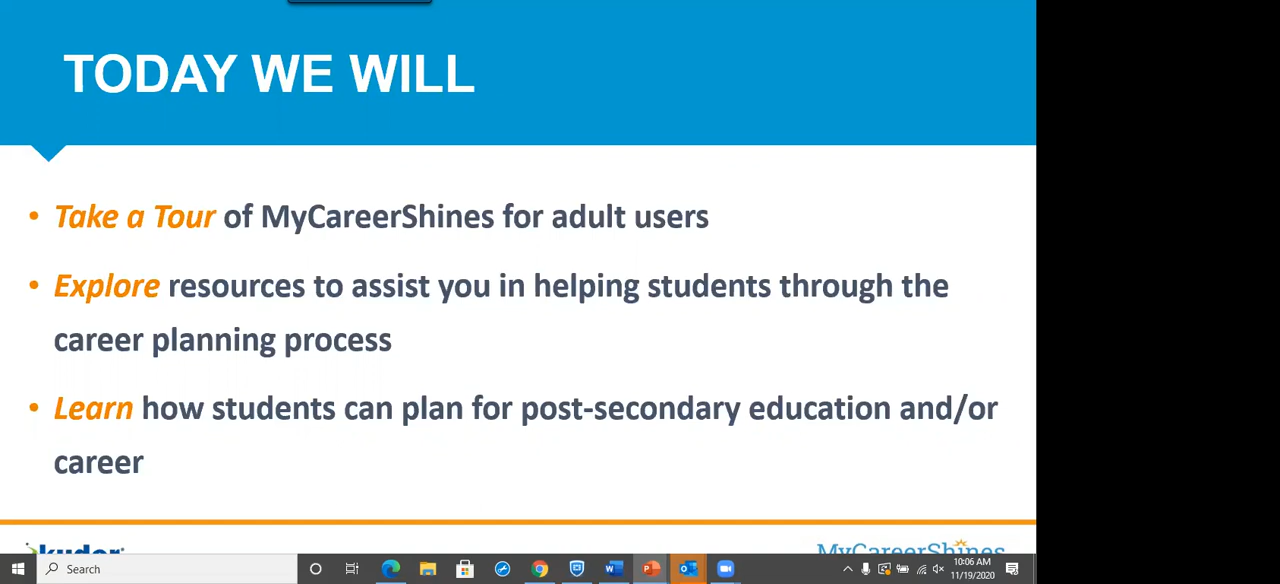 TODAY WE WILL
• Take a Tour of MyCareerShines for adult users
• Explore resources to assist you in helping students through the
career planning process
• Learn how students can plan for post-secondary education and/or
career
kuder
MyCareerShines
Search
10:06 AM
11/19/2020